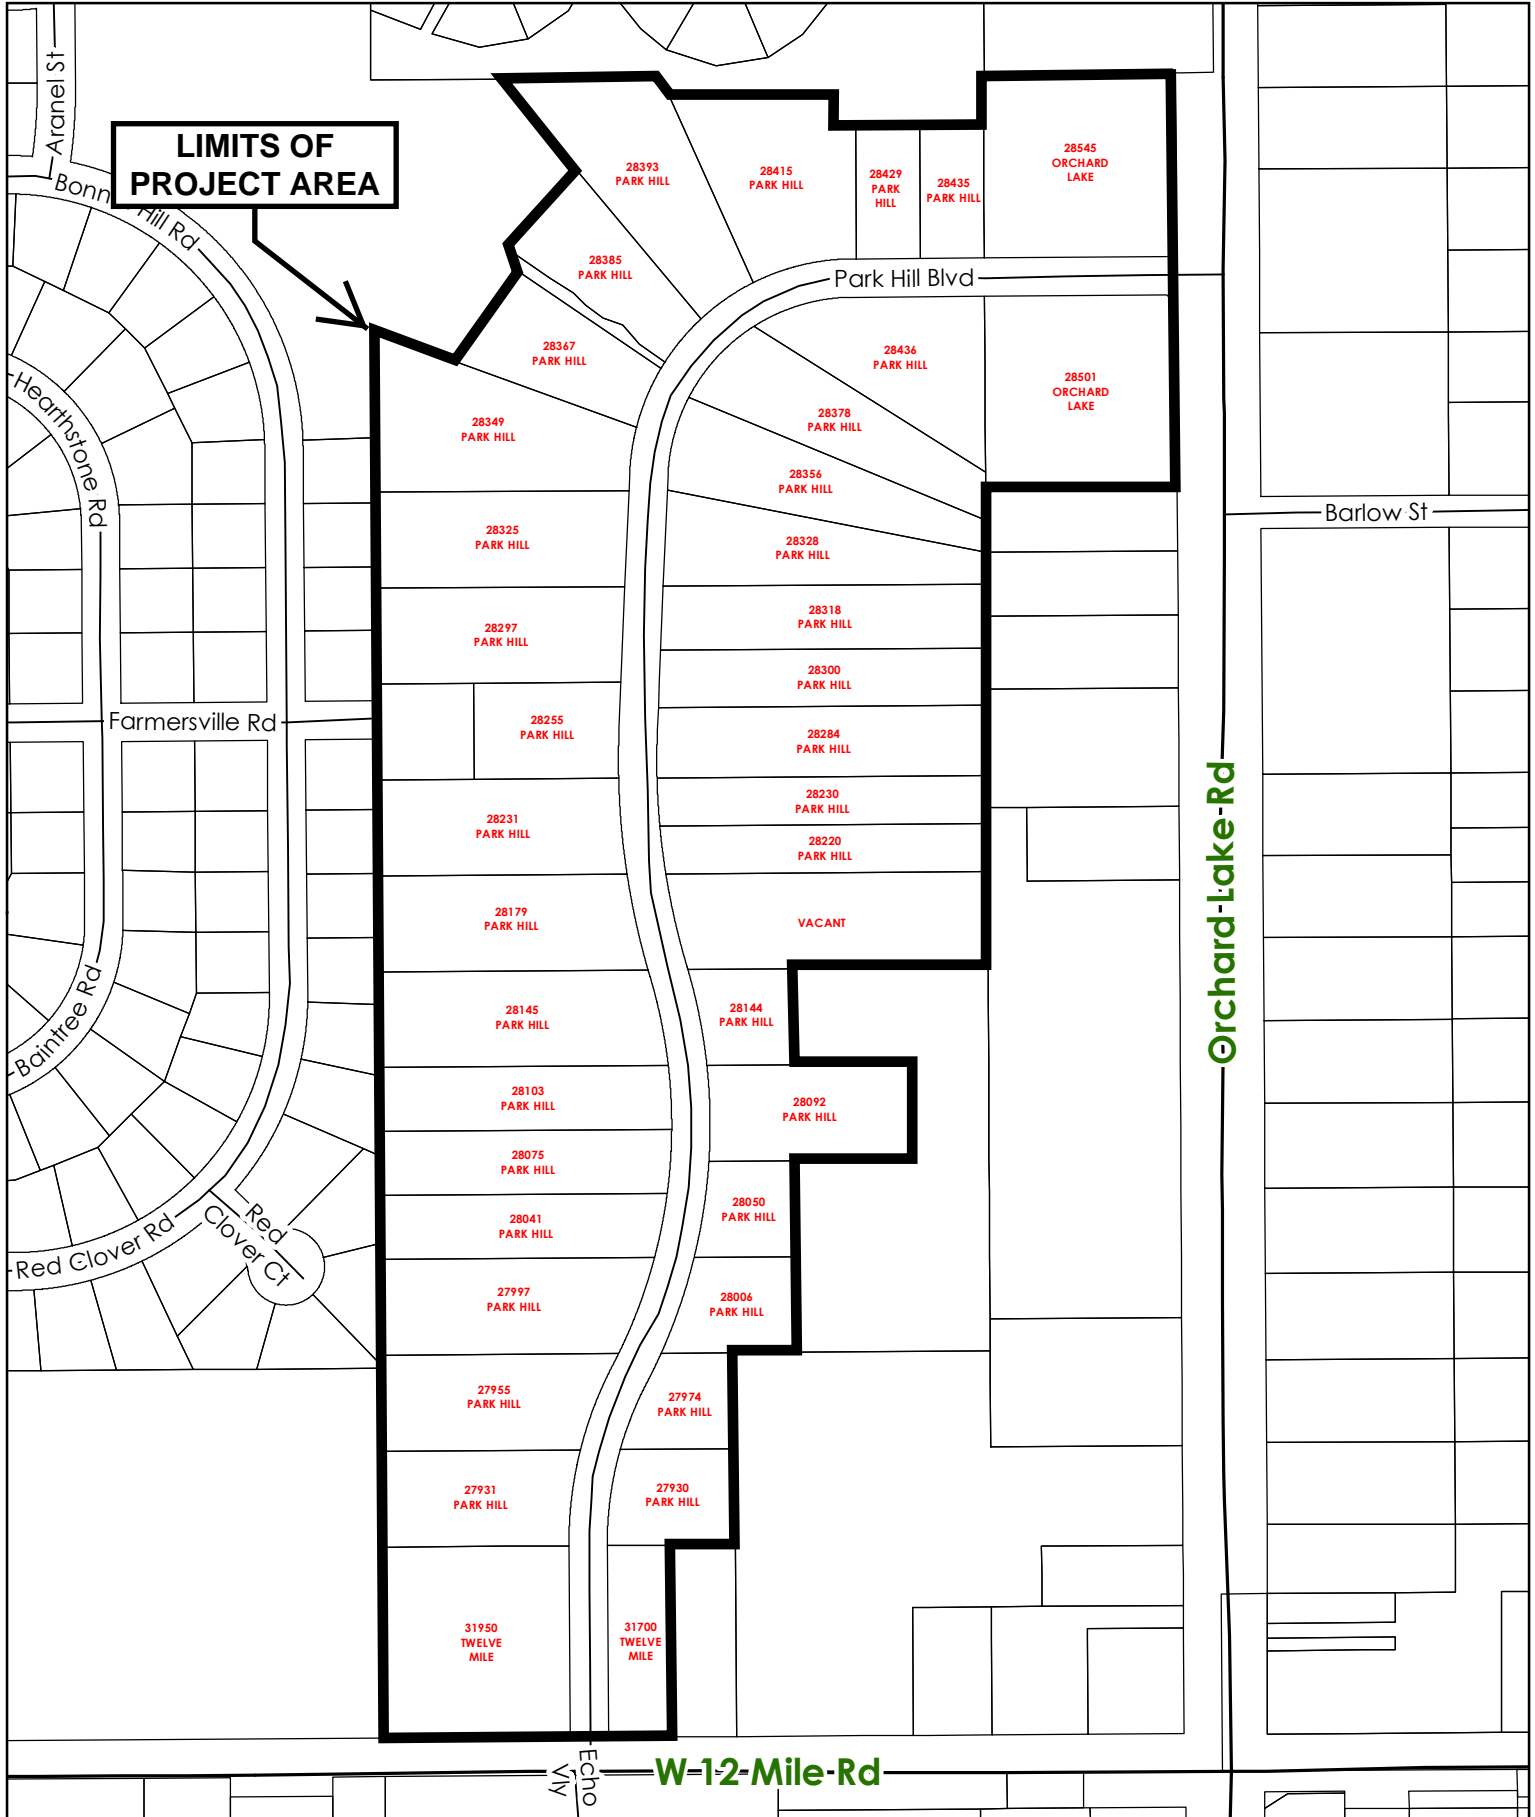 Aranel St
LIMITS OF
PROJECT AREA
Hill Rd
28393
PARK HILL
28415
PARK HILL
28429
PARK
HILL
28435
PARK HILL
28545
ORCHARD
LAKE
28385
PARK HILL
Park Hill Blvd
28367
PARK HILL
28436
PARK HILL
28501
ORCHARD
LAKE
Hearthstone Rd
28349
PARK HILL
28378
PARK HILL
28356
PARK HILL
Barlow St
28325
PARK HILL
28328
PARK HILL
28297
PARK HILL
28318
PARK HILL
28300
PARK HILL
Farmersville Rd
28255
PARK HILL
28284
PARK HILL
28230
PARK HILL
28231
PARK HILL
28220
PARK HILL
Orchard Lake Rd
28179
PARK HILL
VACANT
Baintree Rd
28145
PARK HILL
28144
PARK HILL
28103
PARK HILL
28092
PARK HILL
28075
PARK HILL
28050
PARK HILL
28041
PARK HILL
Red Clover Rd
Red
Clover Ct
27997
PARK HILL
28006
PARK HILL
27955
PARK HILL
27974
PARK HILL
27931
PARK HILL
27930
PARK HILL
31950
TWELVE
MILE
31700
TWELVE
MILE
Echo
Vly
W 12 Mile Rd